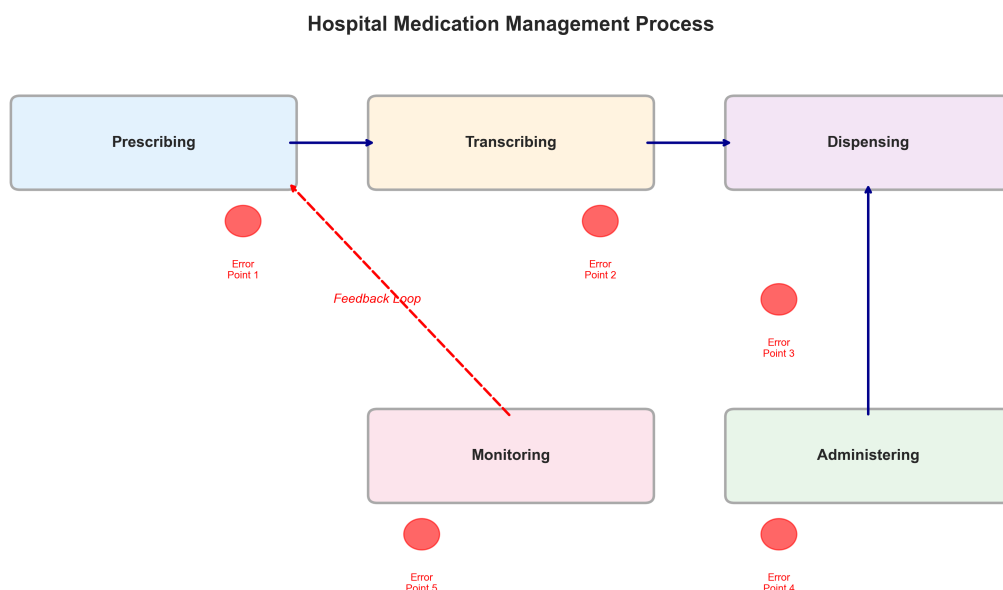 Hospital Medication Management Process
Prescribing
Transcribing
Dispensing
Error
Point 1
Error
Point 2
Feedback Loop
Error
Point 3
Monitoring
Administering
Error
Point 5
Error
Point 4